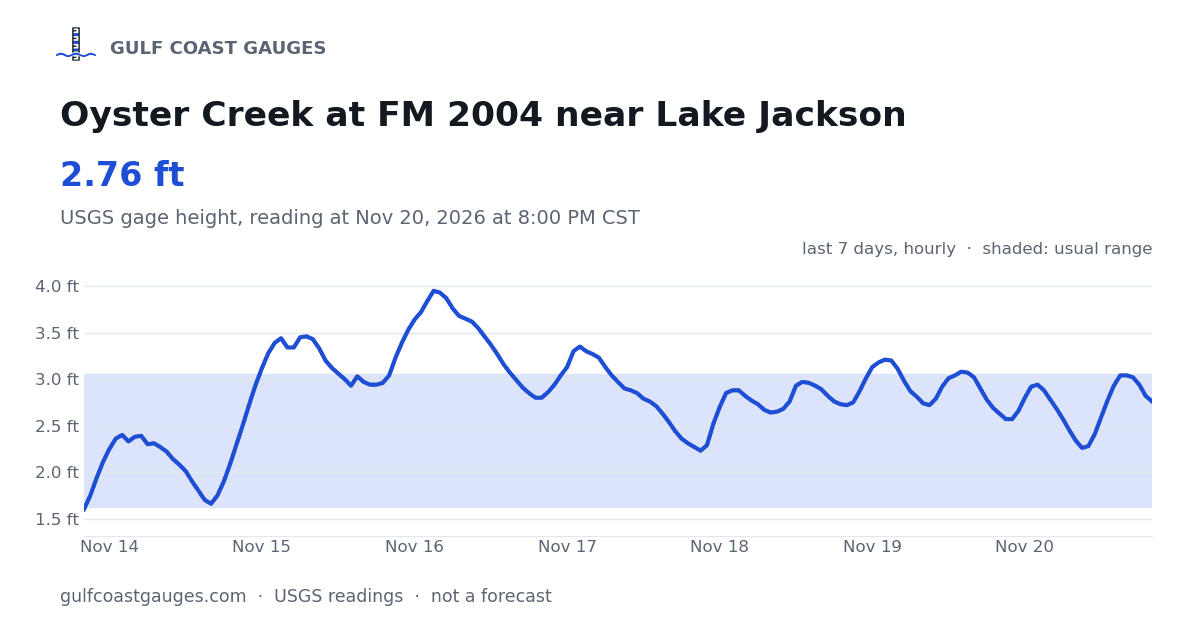 GULF COAST GAUGES
Oyster Creek at FM 2004 near Lake Jackson
2.76 ft
USGS gage height, reading at Nov 20, 2026 at 8:00 PM CST
last 7 days, hourly · shaded: usual range
4.0 ft
3.5 ft
3.0 ft
2.5 ft
2.0 ft
1.5 ft
Nov 14 Nov 15 Nov 16 Nov 17 Nov 18 Nov 19 Nov 20
gulfcoastgauges.com · USGS readings · not a forecast